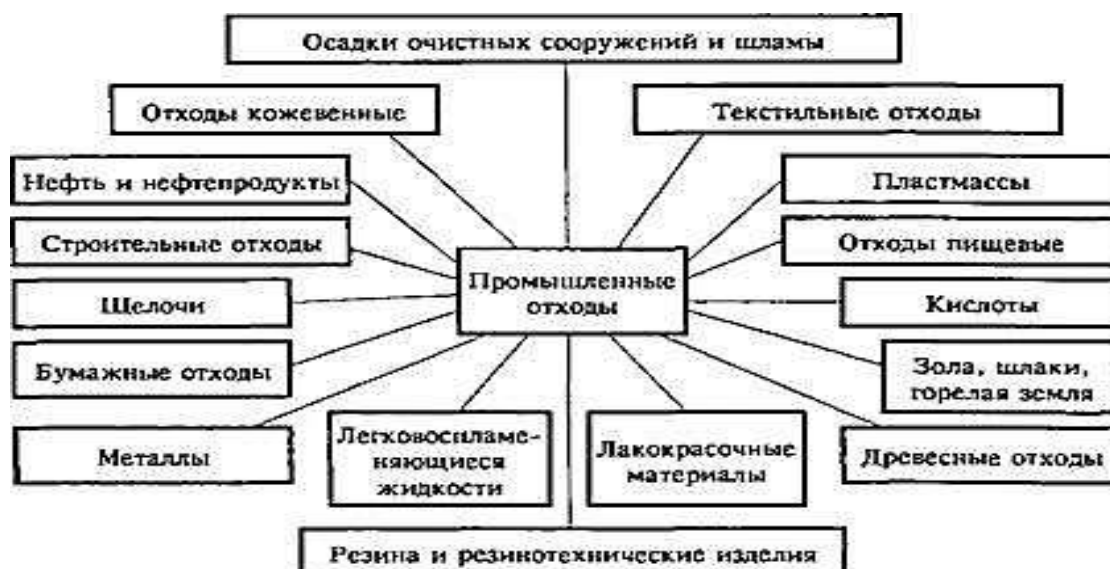 Осадки очистных сооружений и шламы
Отходы кожевенные
Текстильные отходы
Нефть и нефтепродукты
Пластмассы
Строительные отходы
Отходы пищевые
Промышленные
отходы
Щелочи
Кислоты
Бумажные отходы
Зола, шлаки,
горелая земля
Металлы
Легковоспламе-
няющиеся
жидкости
Лакокрасочные
материалы
Древесные отходы
Резина и резинотехнические изделия